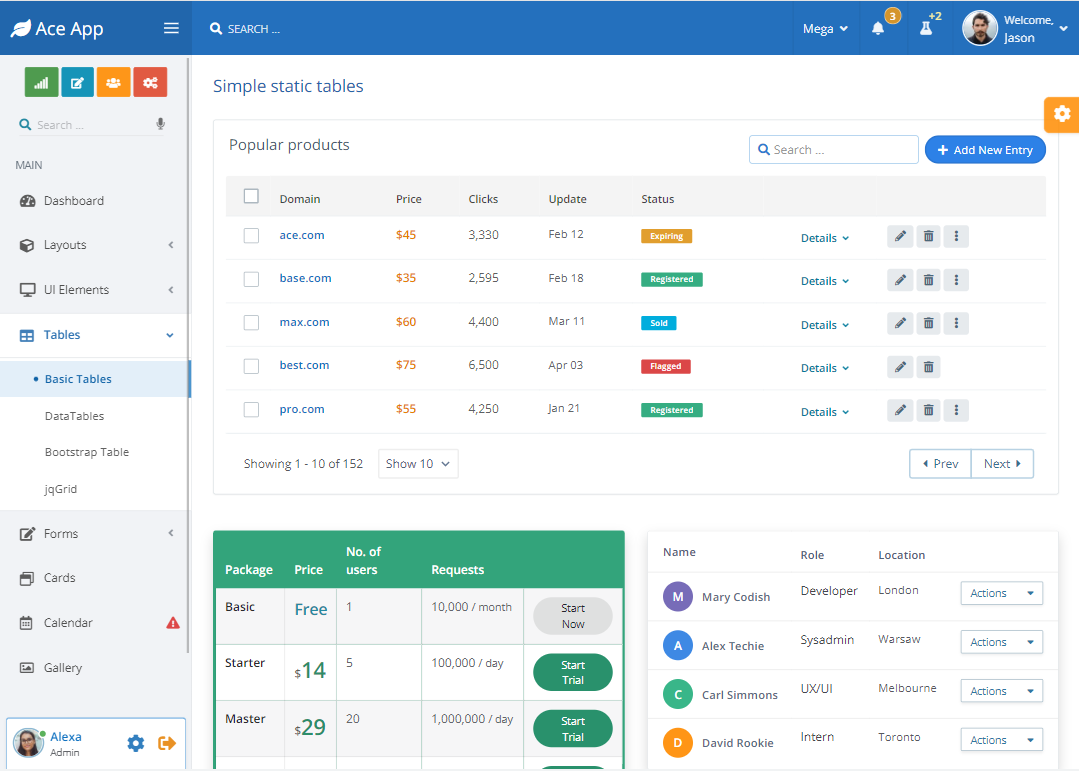 Ace App
SEARCH ...
Mega
3
+2
Welcome,
Jason
Search ...
MAIN
Dashboard
Layouts
UI Elements
Tables
Basic Tables
DataTables
Bootstrap Table
jqGrid
Forms
Cards
Calendar
Gallery
Alexa
Admin
Simple static tables
Popular products
Search ...
Add New Entry
Domain Price Clicks Update Status
ace.com $45 3,330 Feb 12 Expiring Details
base.com $35 2,595 Feb 18 Registered Details
max.com $60 4,400 Mar 11 Sold Details
best.com $75 6,500 Apr 03 Flagged Details
pro.com $55 4,250 Jan 21 Registered Details
Showing 1 - 10 of 152 Show 10 Prev Next
No. of
Package Price users Requests
Basic Free 1 10,000 / month Start
Now
Starter $14 5 100,000 / day Start
Trial
Master $29 20 1,000,000 / day Start
Trial
Name Role Location
M Mary Codish Developer London Actions
A Alex Techie Sysadmin Warsaw Actions
C Carl Simmons UX/UI Melbourne Actions
D David Rookie Intern Toronto Actions